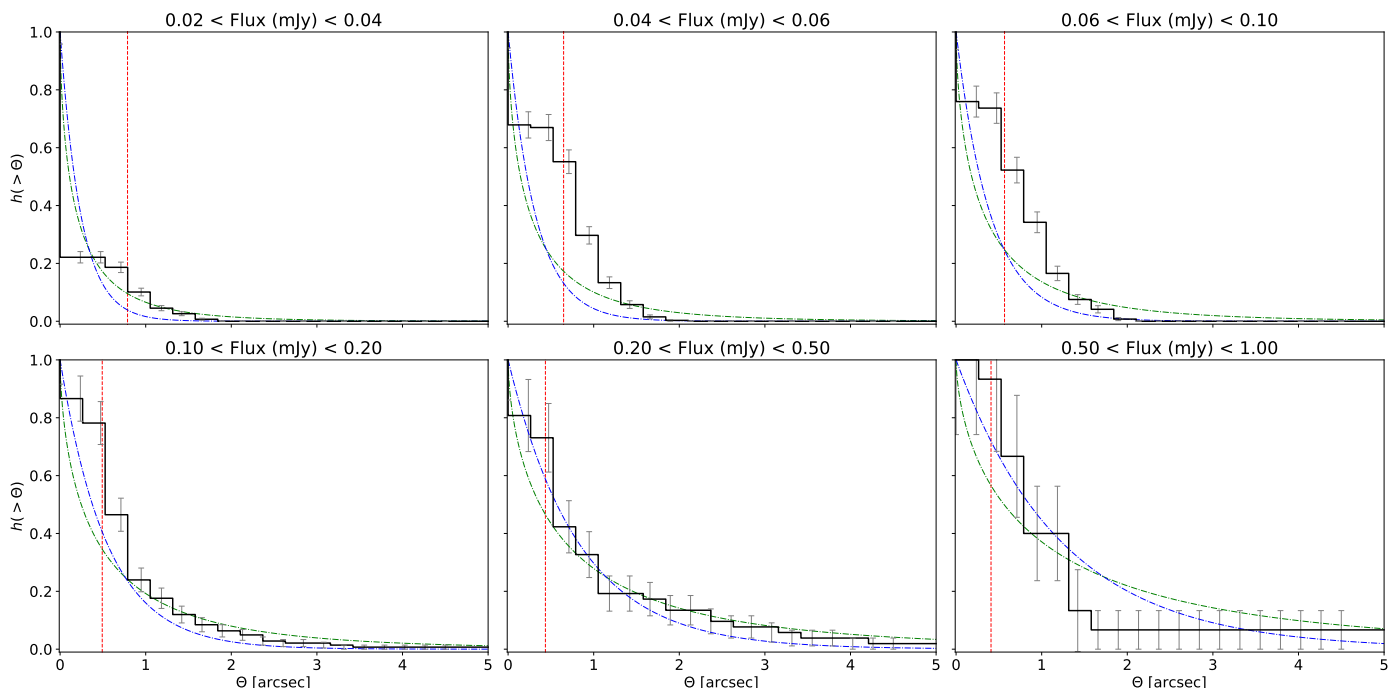 0.02 < Flux (mJy) < 0.04
0.04 < Flux (mJy) < 0.06
0.06 < Flux (mJy) < 0.10
1.0
0.8
0.6
0.4
0.2
0.0
h( > Θ)
0.10 < Flux (mJy) < 0.20
0.20 < Flux (mJy) < 0.50
0.50 < Flux (mJy) < 1.00
1.0
0.8
0.6
0.4
0.2
0.0
h( > Θ)
0 1 2 3 4 5
0 1 2 3 4 5
0 1 2 3 4 5
Θ [arcsec]
Θ [arcsec]
Θ [arcsec]